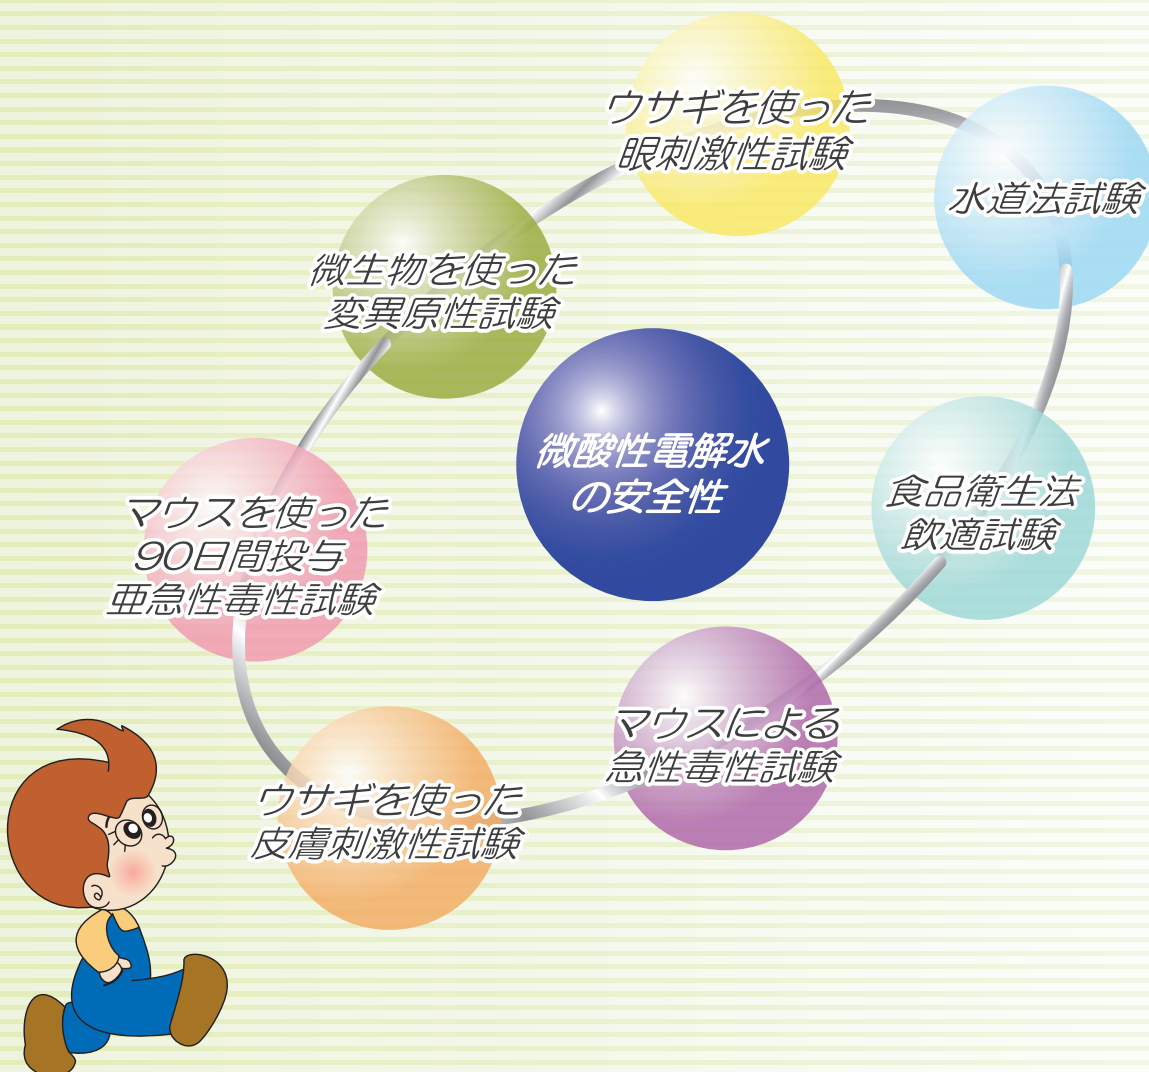 ウサギを使った
眼刺激性試験
水道法試験
微生物を使った
変異原性試験
微酸性電解水
の安全性
食品衛生法
飲適試験
マウスを使った
90日間投与
亜急性毒性試験
マウスによる
急性毒性試験
ウサギを使った
皮膚刺激性試験